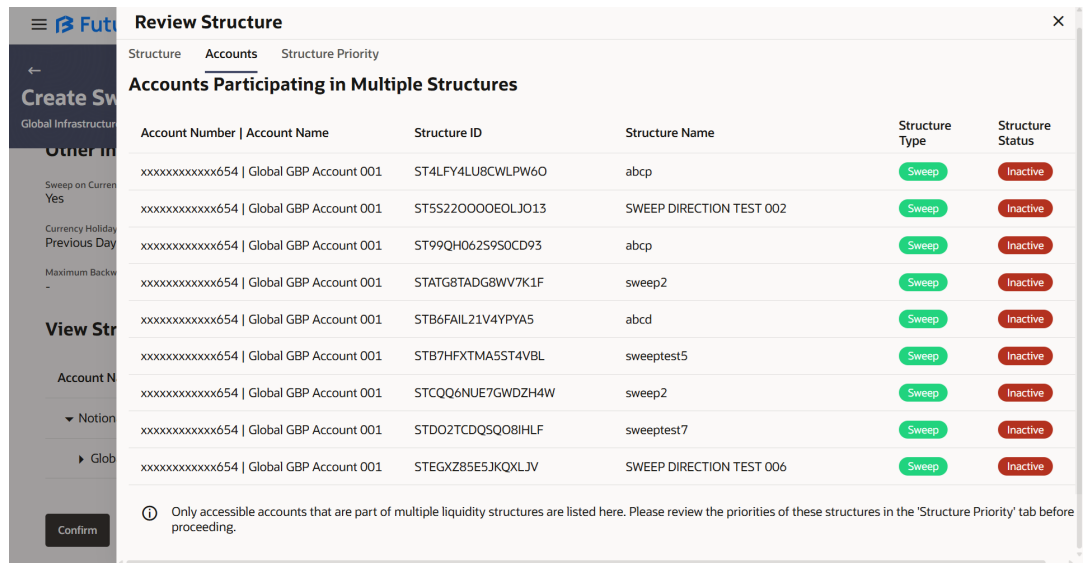 Futu
Review Structure
Structure Accounts Structure Priority
Accounts Participating in Multiple Structures
Create Sw
Global Infrastructur
Other In
Sweep on Curren
Yes
Currency Holiday
Previous Day
Maximum Backw
-
View Str
Account N
Notion
Glob
Confirm
Account Number | Account Name Structure ID Structure Name Structure Type Structure Status
xxxxxxxxxxxx654 | Global GBP Account 001 ST4LFY4LU8CWLPW6O abcp Sweep Inactive
xxxxxxxxxxxx654 | Global GBP Account 001 ST5S22OOOOEOLJO13 SWEEP DIRECTION TEST 002 Sweep Inactive
xxxxxxxxxxxx654 | Global GBP Account 001 ST99QH062S9S0CD93 abcp Sweep Inactive
xxxxxxxxxxxx654 | Global GBP Account 001 STATG8TADG8WV7K1F sweep2 Sweep Inactive
xxxxxxxxxxxx654 | Global GBP Account 001 STB6FAIL21V4YPYA5 abcd Sweep Inactive
xxxxxxxxxxxx654 | Global GBP Account 001 STB7HFXTMA5ST4VBL sweeptest5 Sweep Inactive
xxxxxxxxxxxx654 | Global GBP Account 001 STCQQ6NUE7GWDZH4W sweep2 Sweep Inactive
xxxxxxxxxxxx654 | Global GBP Account 001 STDO2TCDQSQO8IHLF sweeptest7 Sweep Inactive
xxxxxxxxxxxx654 | Global GBP Account 001 STEGXZ85E5JKQXLJV SWEEP DIRECTION TEST 006 Sweep Inactive
Only accessible accounts that are part of multiple liquidity structures are listed here. Please review the priorities of these structures in the 'Structure Priority' tab before
proceeding.